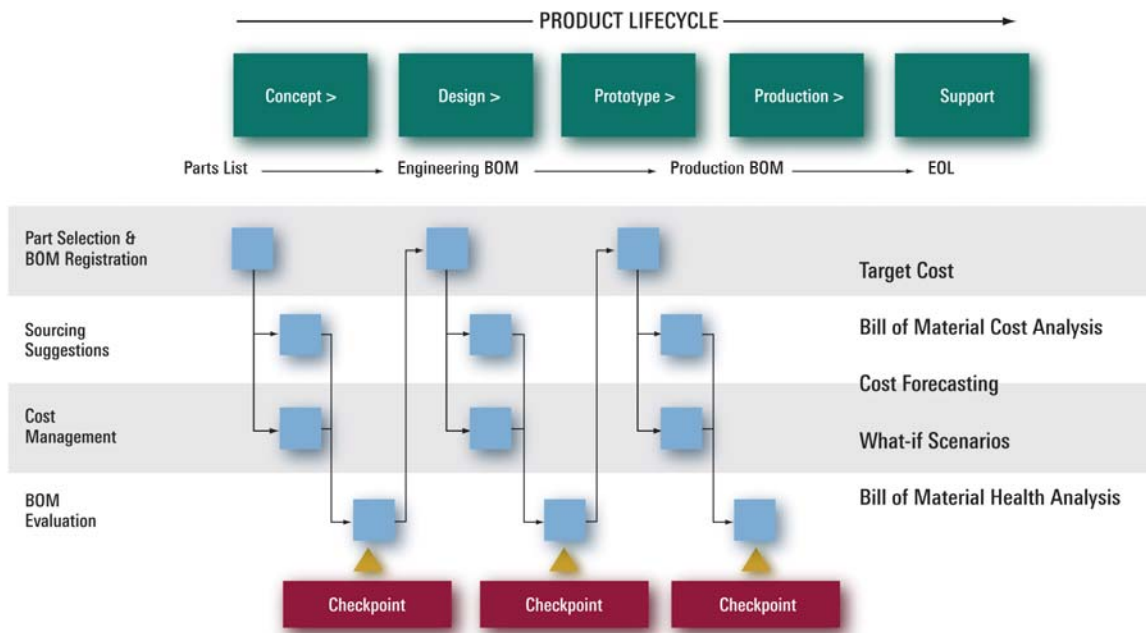 PRODUCT LIFECYCLE
Concept >
Design >
Prototype >
Production >
Support
Parts List
Engineering BOM
Production BOM
EOL
Part Selection &
BOM Registration
Sourcing
Suggestions
Cost
Management
BOM
Evaluation
Target Cost
Bill of Material Cost Analysis
Cost Forecasting
What-if Scenarios
Bill of Material Health Analysis
Checkpoint
Checkpoint
Checkpoint